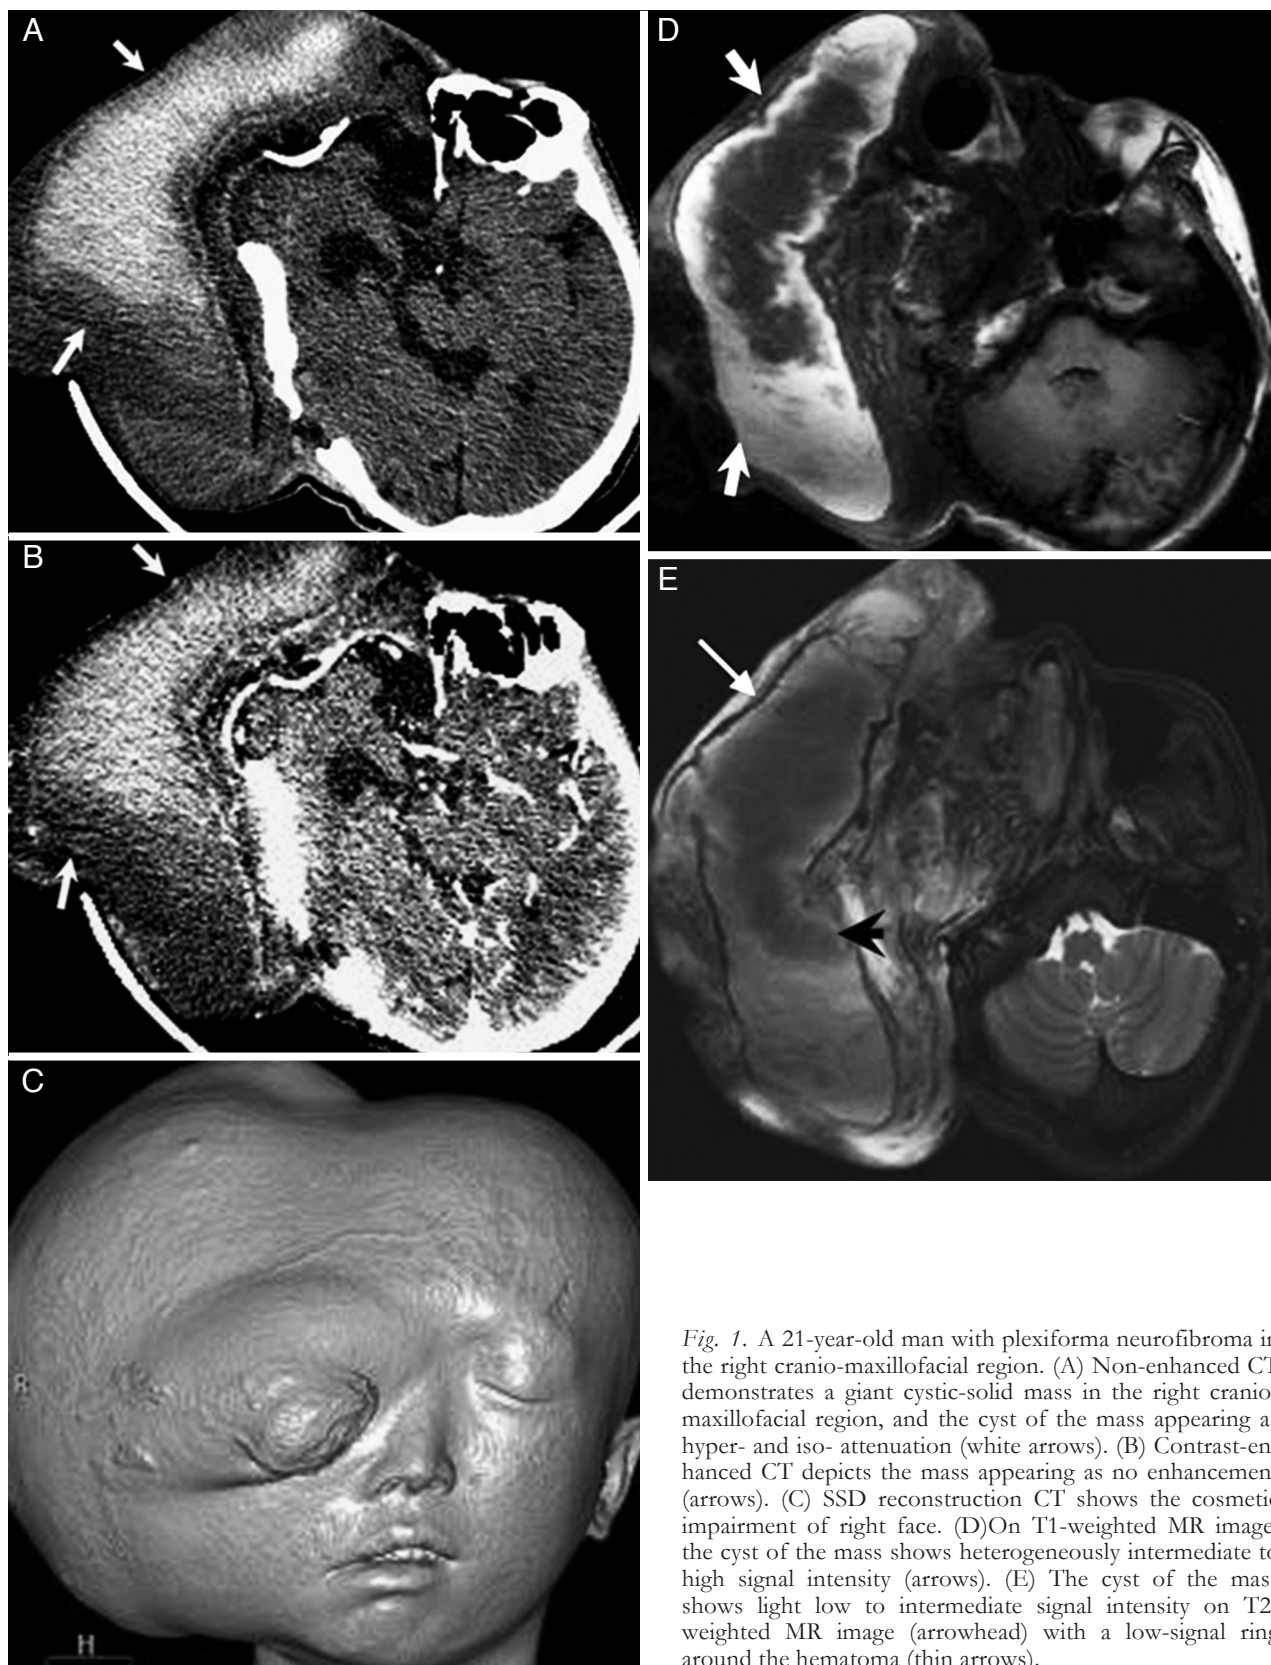 A
B
C
R
H
D
E
Fig. 1. A 21-year-old man with plexiforma neurofibroma in
the right cranio-maxillofacial region. (A) Non-enhanced CT
demonstrates a giant cystic-solid mass in the right cranio
maxillofacial region, and the cyst of the mass appearing a
hyper- and iso- attenuation (white arrows). (B) Contrast-en
hanced CT depicts the mass appearing as no enhancemen
(arrows). (C) SSD reconstruction CT shows the cosmetic
impairment of right face. (D)On T1-weighted MR image
the cyst of the mass shows heterogeneously intermediate to
high signal intensity (arrows). (E) The cyst of the mas
shows light low to intermediate signal intensity on T2
weighted MR image (arrowhead) with a low-signal ring
around the hematoma (thin arrows).